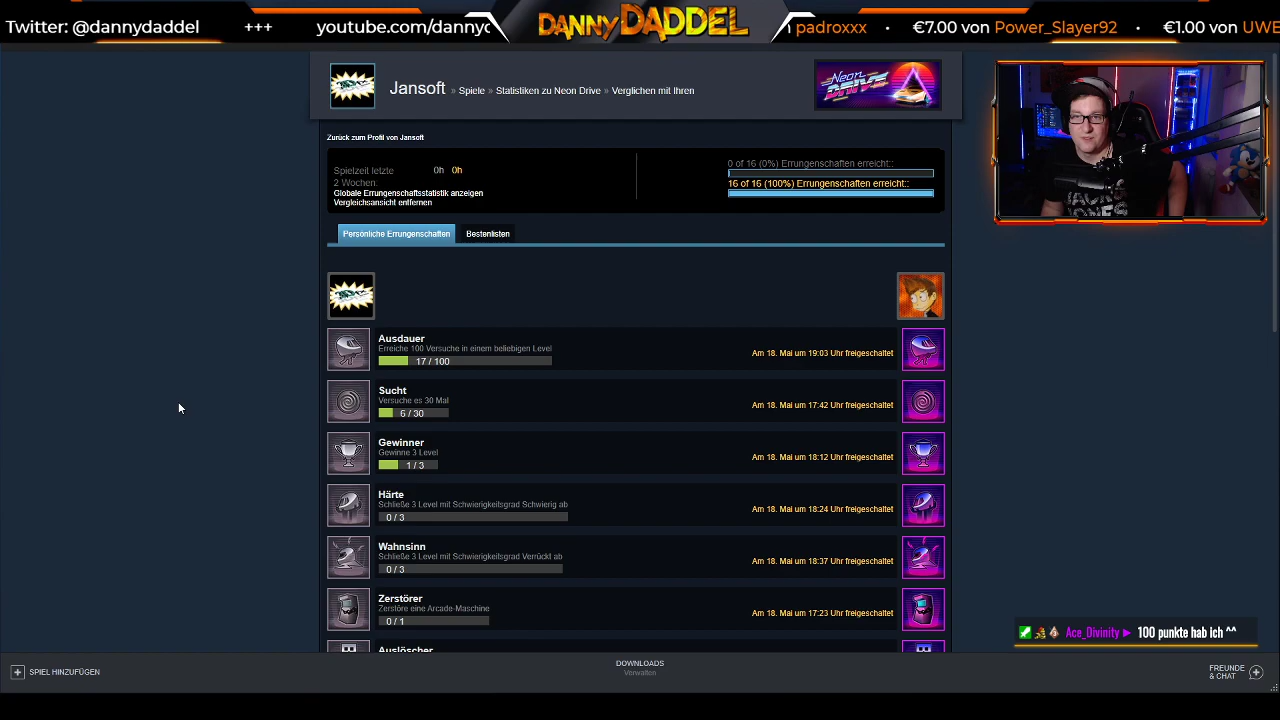 Twitter: @dannydaddel +++ youtube.com/dannyd
DANNY DADDEL
padroxxx • €7.00 von Power_Slayer92 • €1.00 von UWE
Jansoft » Spiele » Statistiken zu Neon Drive » Verglichen mit Ihren
Neon DRIVE
Zurück zum Profil von Jansoft
Spielzeit letzte 2 Wochen: 0h 0h
Globale Errungenschaftsstatistik anzeigen
Vergleichsansicht entfernen
0 of 16 (0%) Errungenschaften erreicht::
16 of 16 (100%) Errungenschaften erreicht::
Persönliche Errungenschaften Bestenlisten
Ausdauer
Erreiche 100 Versuche in einem beliebigen Level
17 / 100
Am 18. Mai um 19:03 Uhr freigeschaltet
Sucht
Versuche es 30 Mal
6 / 30
Am 18. Mai um 17:42 Uhr freigeschaltet
Gewinner
Gewinne 3 Level
1 / 3
Am 18. Mai um 18:12 Uhr freigeschaltet
Härte
Schließe 3 Level mit Schwierigkeitsgrad Schwierig ab
0 / 3
Am 18. Mai um 18:24 Uhr freigeschaltet
Wahnsinn
Schließe 3 Level mit Schwierigkeitsgrad Verrückt ab
0 / 3
Am 18. Mai um 18:37 Uhr freigeschaltet
Zerstörer
Zerstöre eine Arcade-Maschine
0 / 1
Am 18. Mai um 17:23 Uhr freigeschaltet
Auslöscher
Ace_Divinity 100 punkte hab Ich ^^
SPIEL HINZUFÜGEN
DOWNLOADS
Verwalten
FREUNDE
& CHAT